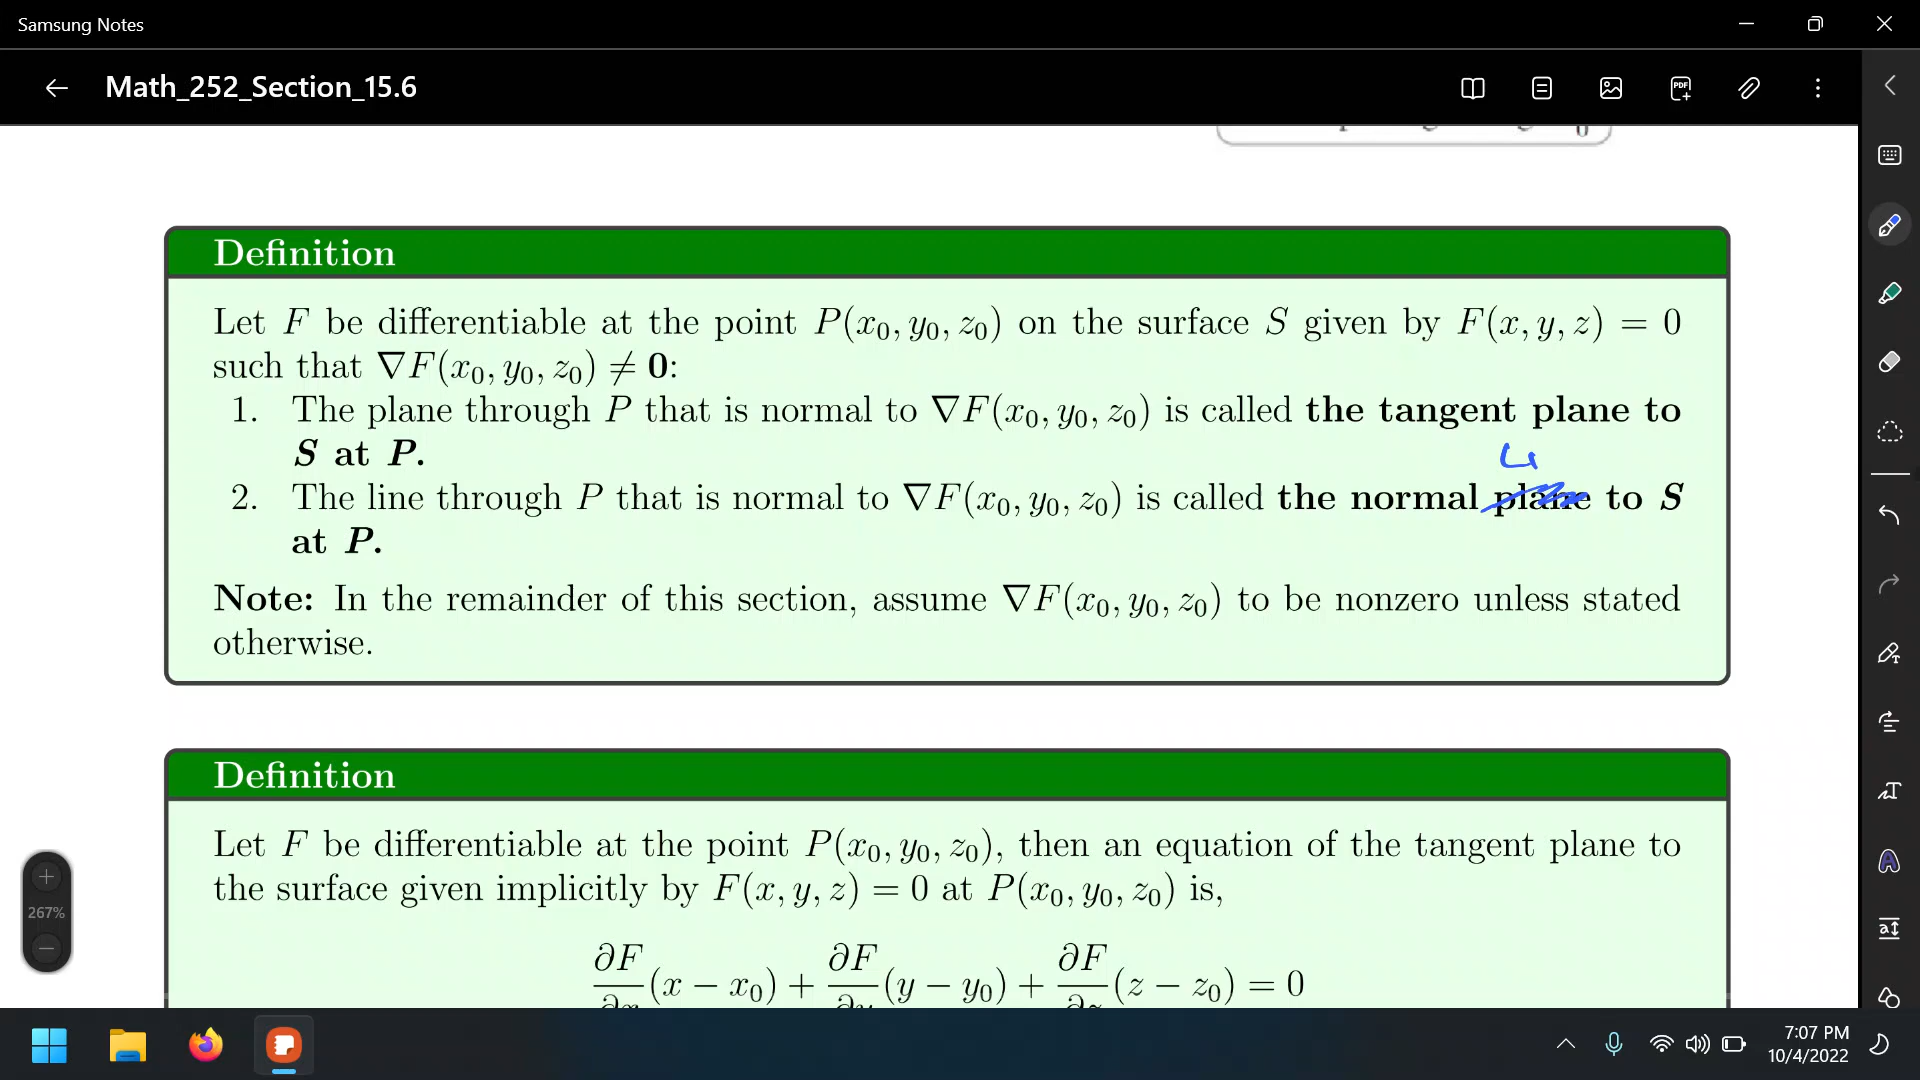 Samsung Notes
Math_252_Section_15.6
Definition
Let F be differentiable at the point P(x₀, y₀, z₀) on the surface S given by F(x, y, z) = 0
such that ∇F(x₀, y₀, z₀) ≠ 0:
1. The plane through P that is normal to ∇F(x₀, y₀, z₀) is called the tangent plane to
S at P.
2. The line through P that is normal to ∇F(x₀, y₀, z₀) is called the normal plane to S
at P.
Note: In the remainder of this section, assume ∇F(x₀, y₀, z₀) to be nonzero unless stated
otherwise.
Definition
Let F be differentiable at the point P(x₀, y₀, z₀), then an equation of the tangent plane to
the surface given implicitly by F(x, y, z) = 0 at P(x₀, y₀, z₀) is,
∂F/∂x (x − x₀) + ∂F/∂y (y − y₀) + ∂F/∂z (z − z₀) = 0
267%
7:07 PM
10/4/2022